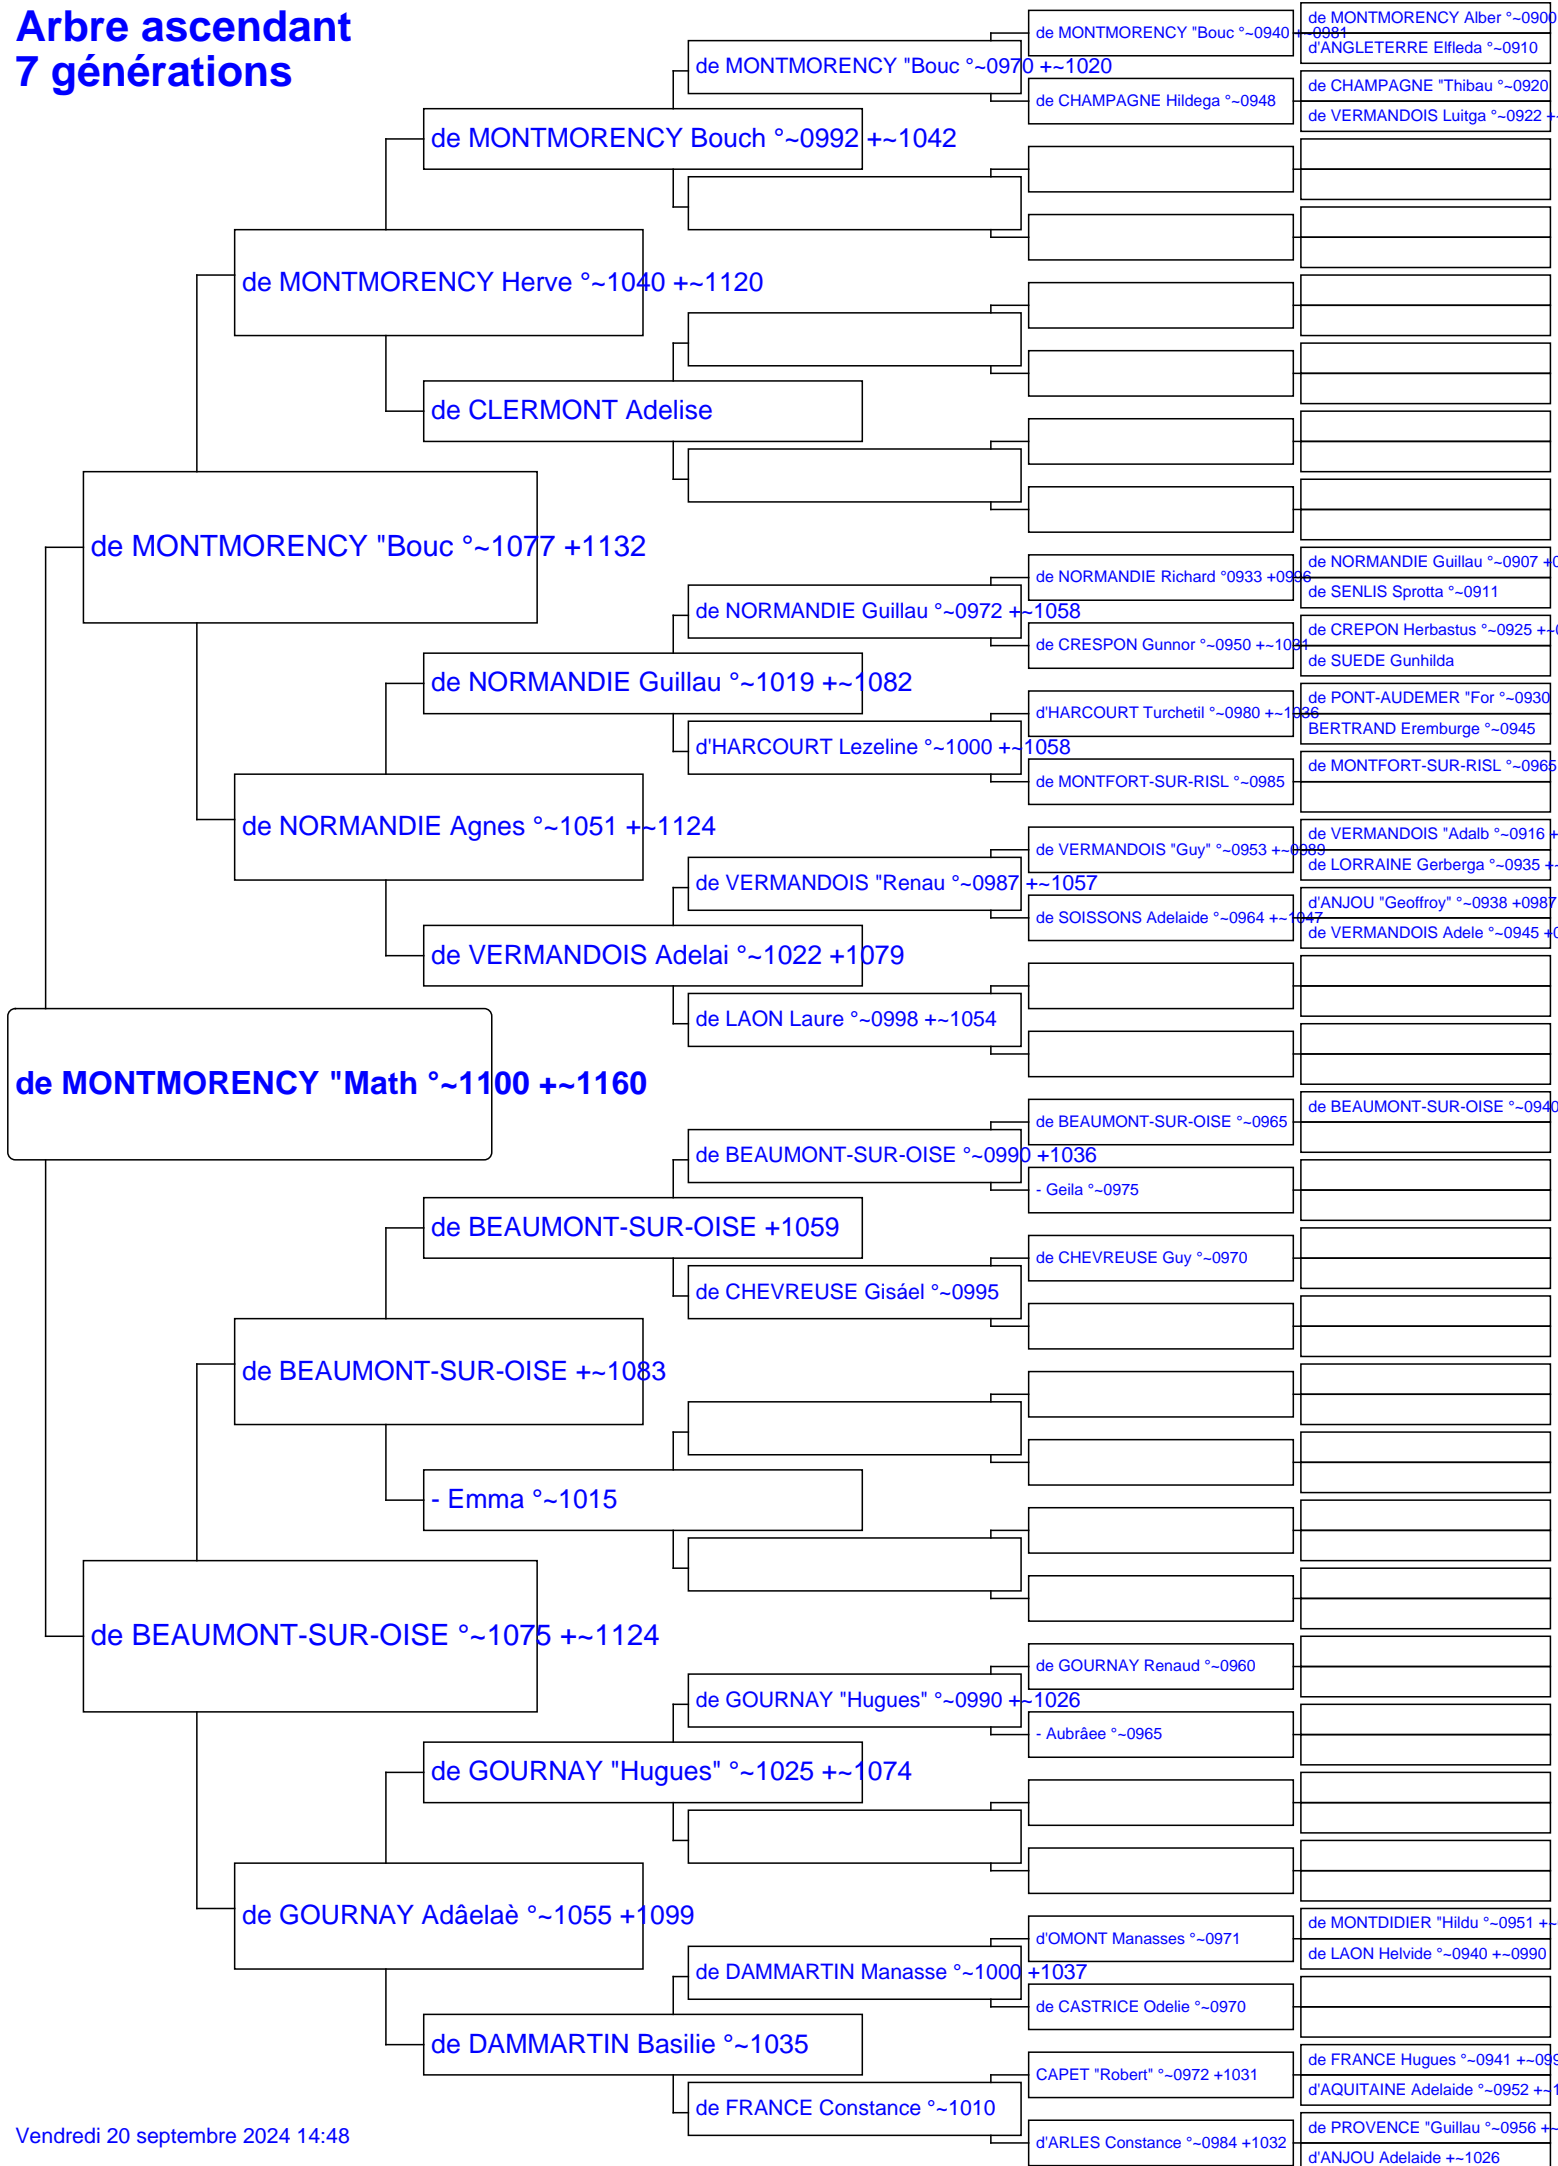 Arbre ascendant
7 générations
de MONTMORENCY Alber °~0900
de MONTMORENCY "Bouc °~0940 +~0981
d'ANGLETERRE Elfleda °~0910
de MONTMORENCY "Bouc °~0970 +~1020
de CHAMPAGNE "Thibau °~0920
de CHAMPAGNE Hildega °~0948
de VERMANDOIS Luitga °~0922 +
de MONTMORENCY Bouch °~0992 +~1042
de MONTMORENCY Herve °~1040 +~1120
de CLERMONT Adelise
de MONTMORENCY "Bouc °~1077 +1132
de NORMANDIE Guillau °~0907 +0
de NORMANDIE Richard °0933 +0996
de SENLIS Sprotta °~0911
de NORMANDIE Guillau °~0972 +~1058
de CREPON Herbastus °~0925 +~0
de CRESPON Gunnor °~0950 +~1031
de SUEDE Gunhilda
de NORMANDIE Guillau °~1019 +~1082
de PONT-AUDEMER "For °~0930
d'HARCOURT Turchetil °~0980 +~1036
BERTRAND Eremburge °~0945
d'HARCOURT Lezeline °~1000 +~1058
de MONTFORT-SUR-RISL °~0965
de MONTFORT-SUR-RISL °~0985
de NORMANDIE Agnes °~1051 +~1124
de VERMANDOIS "Adalb °~0916 +
de VERMANDOIS "Guy" °~0953 +~0989
de LORRAINE Gerberga °~0935 +~
de VERMANDOIS "Renau °~0987 +~1057
d'ANJOU "Geoffroy" °~0938 +0987
de SOISSONS Adelaide °~0964 +~1047
de VERMANDOIS Adele °~0945 +0
de VERMANDOIS Adelai °~1022 +1079
de LAON Laure °~0998 +~1054
de MONTMORENCY "Math °~1100 +~1160
de BEAUMONT-SUR-OISE °~0940
de BEAUMONT-SUR-OISE °~0965
de BEAUMONT-SUR-OISE °~0990 +1036
- Geila °~0975
de BEAUMONT-SUR-OISE +1059
de CHEVREUSE Guy °~0970
de CHEVREUSE Gisáel °~0995
de BEAUMONT-SUR-OISE +~1083
- Emma °~1015
de BEAUMONT-SUR-OISE °~1075 +~1124
de GOURNAY Renaud °~0960
de GOURNAY "Hugues" °~0990 +~1026
- Aubrâee °~0965
de GOURNAY "Hugues" °~1025 +~1074
de GOURNAY Adâelaè °~1055 +1099
de MONTDIDIER "Hildu °~0951 +~
d'OMONT Manasses °~0971
de LAON Helvide °~0940 +~0990
de DAMMARTIN Manasse °~1000 +1037
de CASTRICE Odelie °~0970
de DAMMARTIN Basilie °~1035
de FRANCE Hugues °~0941 +~099
CAPET "Robert" °~0972 +1031
d'AQUITAINE Adelaide °~0952 +~1
de FRANCE Constance °~1010
de PROVENCE "Guillau °~0956 +~
d'ARLES Constance °~0984 +1032
d'ANJOU Adelaide +~1026
Vendredi 20 septembre 2024 14:48